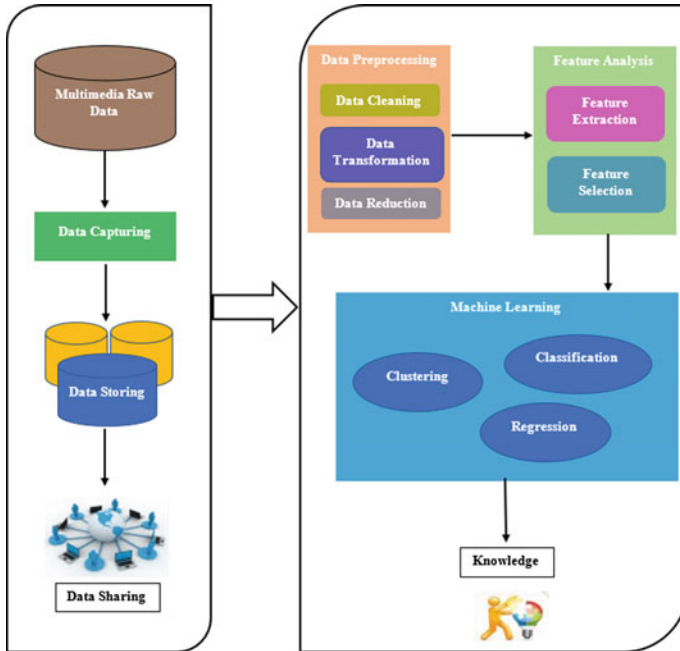 Multimedia Raw
Data
Data Capturing
Data Storing
Data Sharing
Data Preprocessing
Data Cleaning
Data
Transformation
Data Reduction
Feature Analysis
Feature
Extraction
Feature
Selection
Machine Learning
Clustering
Classification
Regression
Knowledge